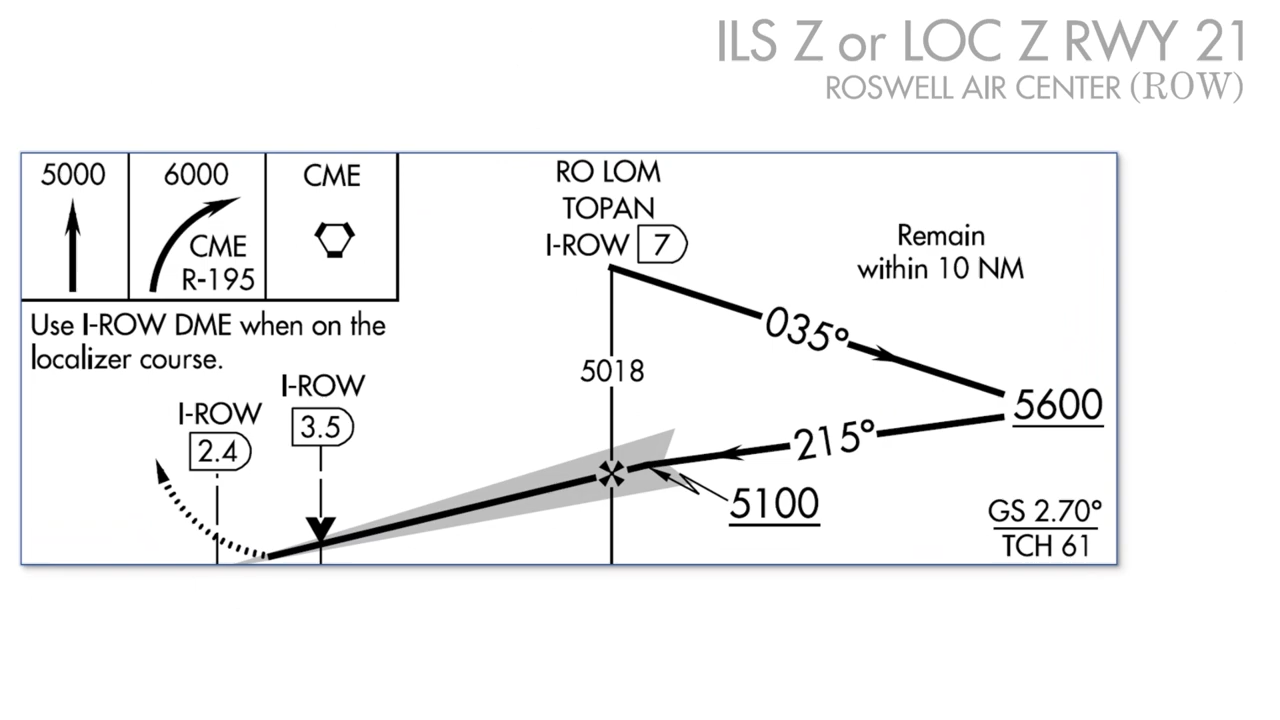 ILS Z or LOC Z RWY 21
ROSWELL AIR CENTER (ROW)
5000
6000
CME
R-195
CME
Use I-ROW DME when on the
localizer course.
RO LOM
TOPAN
I-ROW 7
Remain
within 10 NM
035°
5018
5600
215°
5100
I-ROW
3.5
I-ROW
2.4
GS 2.70°
TCH 61